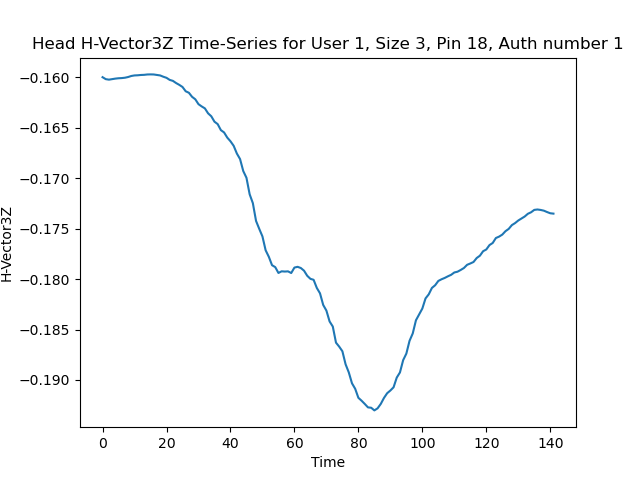 Head H-Vector3Z Time-Series for User 1, Size 3, Pin 18, Auth number 1
H-Vector3Z
−0.160
−0.165
−0.170
−0.175
−0.180
−0.185
−0.190
0 20 40 60 80 100 120 140
Time